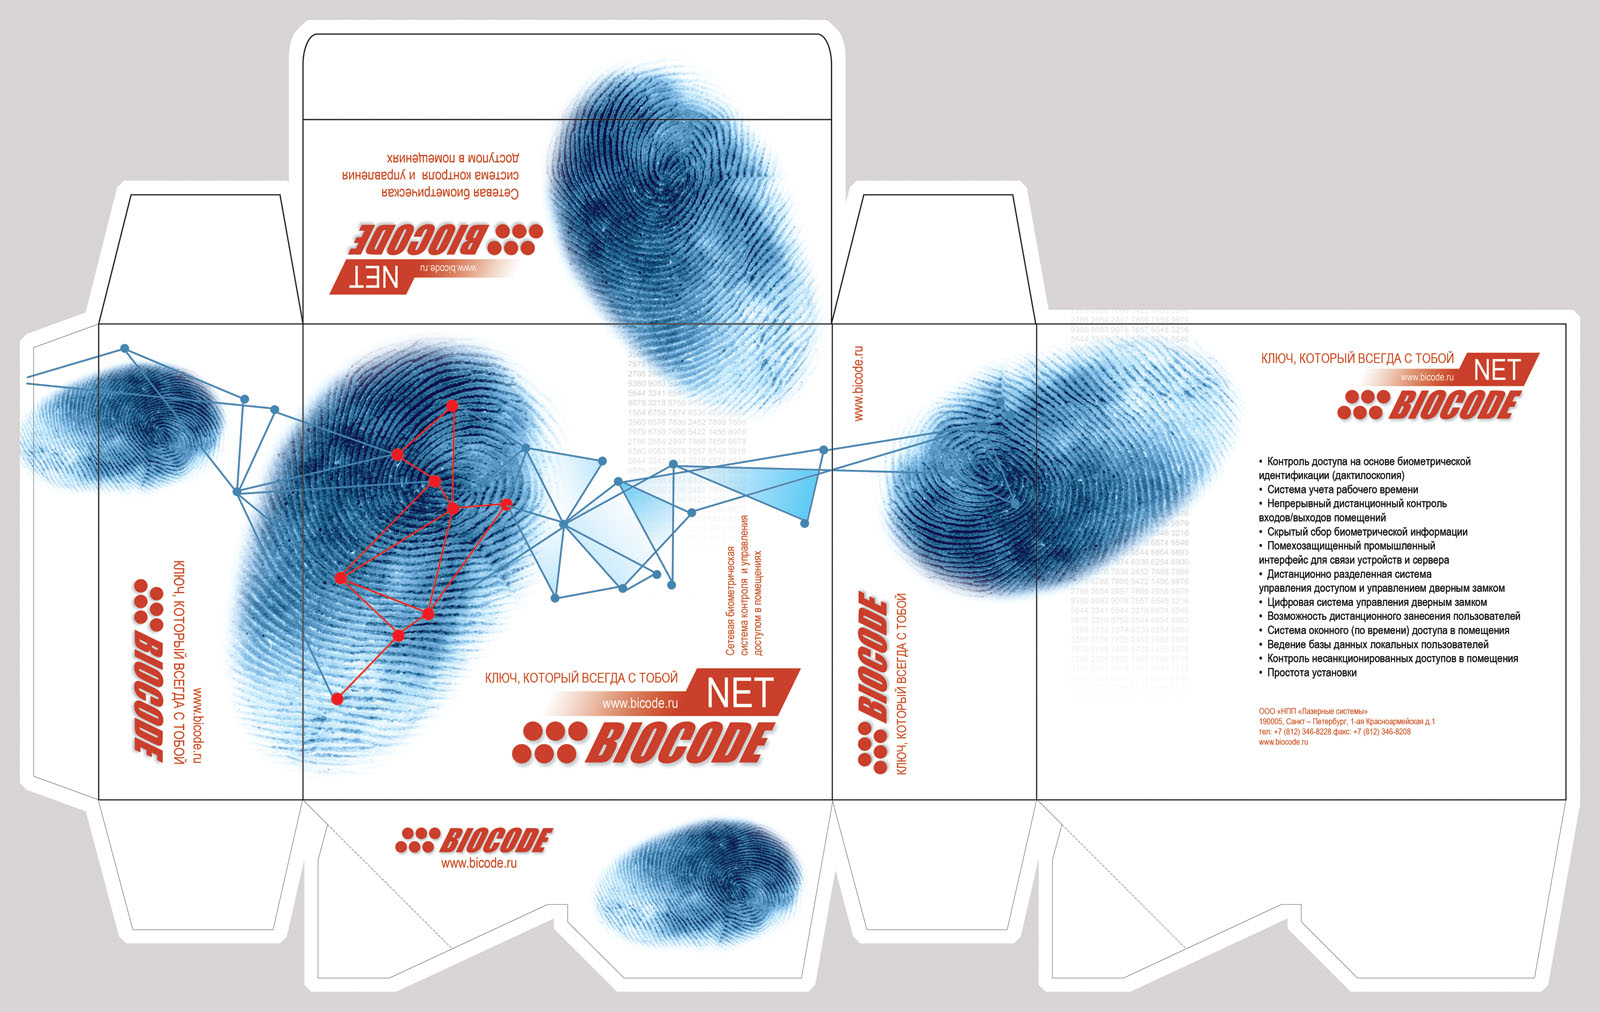 Сетевая биометрическая
система контроля и управления
доступом в помещениях
BIOCODE
NET
www.bicode.ru
КЛЮЧ, КОТОРЫЙ ВСЕГДА С ТОБОЙ
www.bicode.ru
BIOCODE
Сетевая биометрическая
система контроля и управления
доступом в помещениях
КЛЮЧ, КОТОРЫЙ ВСЕГДА С ТОБОЙ
www.bicode.ru
NET
BIOCODE
www.bicode.ru
BIOCODE
КЛЮЧ, КОТОРЫЙ ВСЕГДА С ТОБОЙ
КЛЮЧ, КОТОРЫЙ ВСЕГДА С ТОБОЙ
www.bicode.ru
NET
BIOCODE
• Контроль доступа на основе биометрической
идентификации (дактилоскопия)
• Система учета рабочего времени
• Непрерывный дистанционный контроль
входов/выходов помещений
• Скрытый сбор биометрической информации
• Помехозащищенный промышленный
интерфейс для связи устройств и сервера
• Дистанционно разделенная система
управления доступом и управлением дверным замком
• Цифровая система управления дверным замком
• Возможность дистанционного занесения пользователей
• Система оконного (по времени) доступа в помещения
• Ведение базы данных локальных пользователей
• Контроль несанкционированных доступов в помещения
• Простота установки
ООО «НПП «Лазерные системы»
190005, Санкт – Петербург, 1-ая Красноармейская д.1
тел: +7 (812) 346-8228 факс: +7 (812) 346-8208
www.biocode.ru
BIOCODE
www.bicode.ru